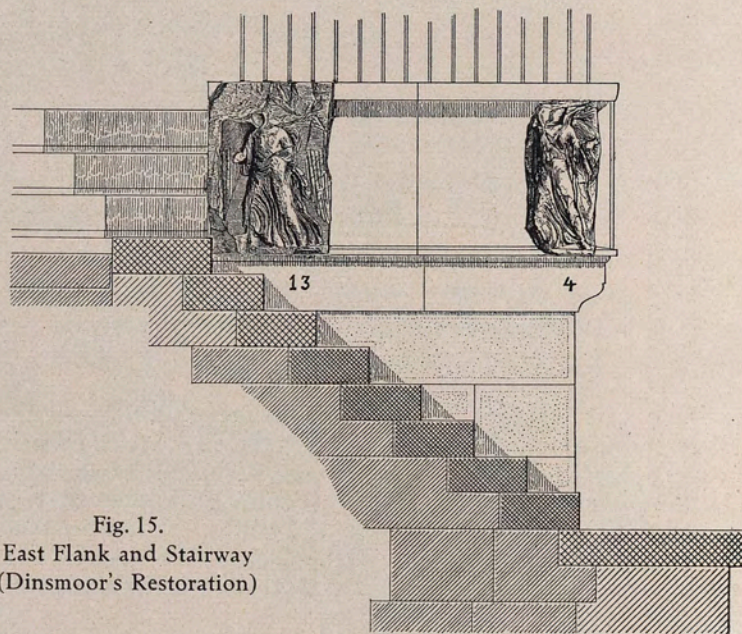 13
4
Fig. 15.
East Flank and Stairway
(Dinsmoor's Restoration)